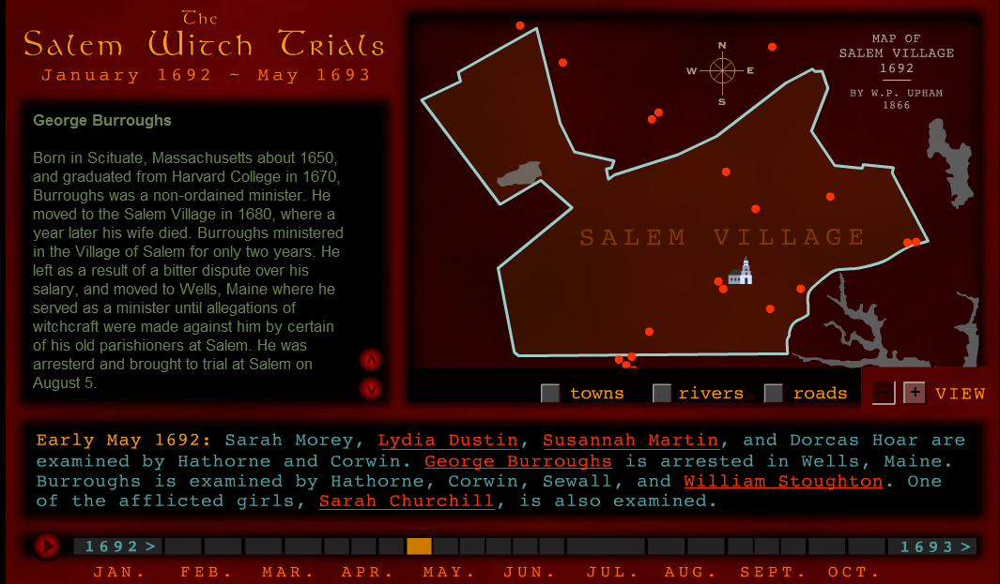 The
Salem Witch Trials
January 1692 ~ May 1693
George Burroughs
Born in Scituate, Massachusetts about 1650,
and graduated from Harvard College in 1670,
Burroughs was a non-ordained minister. He
moved to the Salem Village in 1680, where a
year later his wife died. Burroughs ministered
in the Village of Salem for only two years. He
left as a result of a bitter dispute over his
salary, and moved to Wells, Maine where he
served as a minister until allegations of
witchcraft were made against him by certain
of his old parishioners at Salem. He was
arresterd and brought to trial at Salem on
August 5.
N
W E
S
MAP OF
SALEM VILLAGE
1692
BY W.P. UPHAM
1866
SALEM VILLAGE
towns rivers roads - + VIEW
Early May 1692: Sarah Morey, Lydia Dustin, Susannah Martin, and Dorcas Hoar are
examined by Hathorne and Corwin. George Burroughs is arrested in Wells, Maine.
Burroughs is examined by Hathorne, Corwin, Sewall, and William Stoughton. One
of the afflicted girls, Sarah Churchill, is also examined.
1692 > 1693 >
JAN. FEB. MAR. APR. MAY. JUN. JUL. AUG. SEPT. OCT.